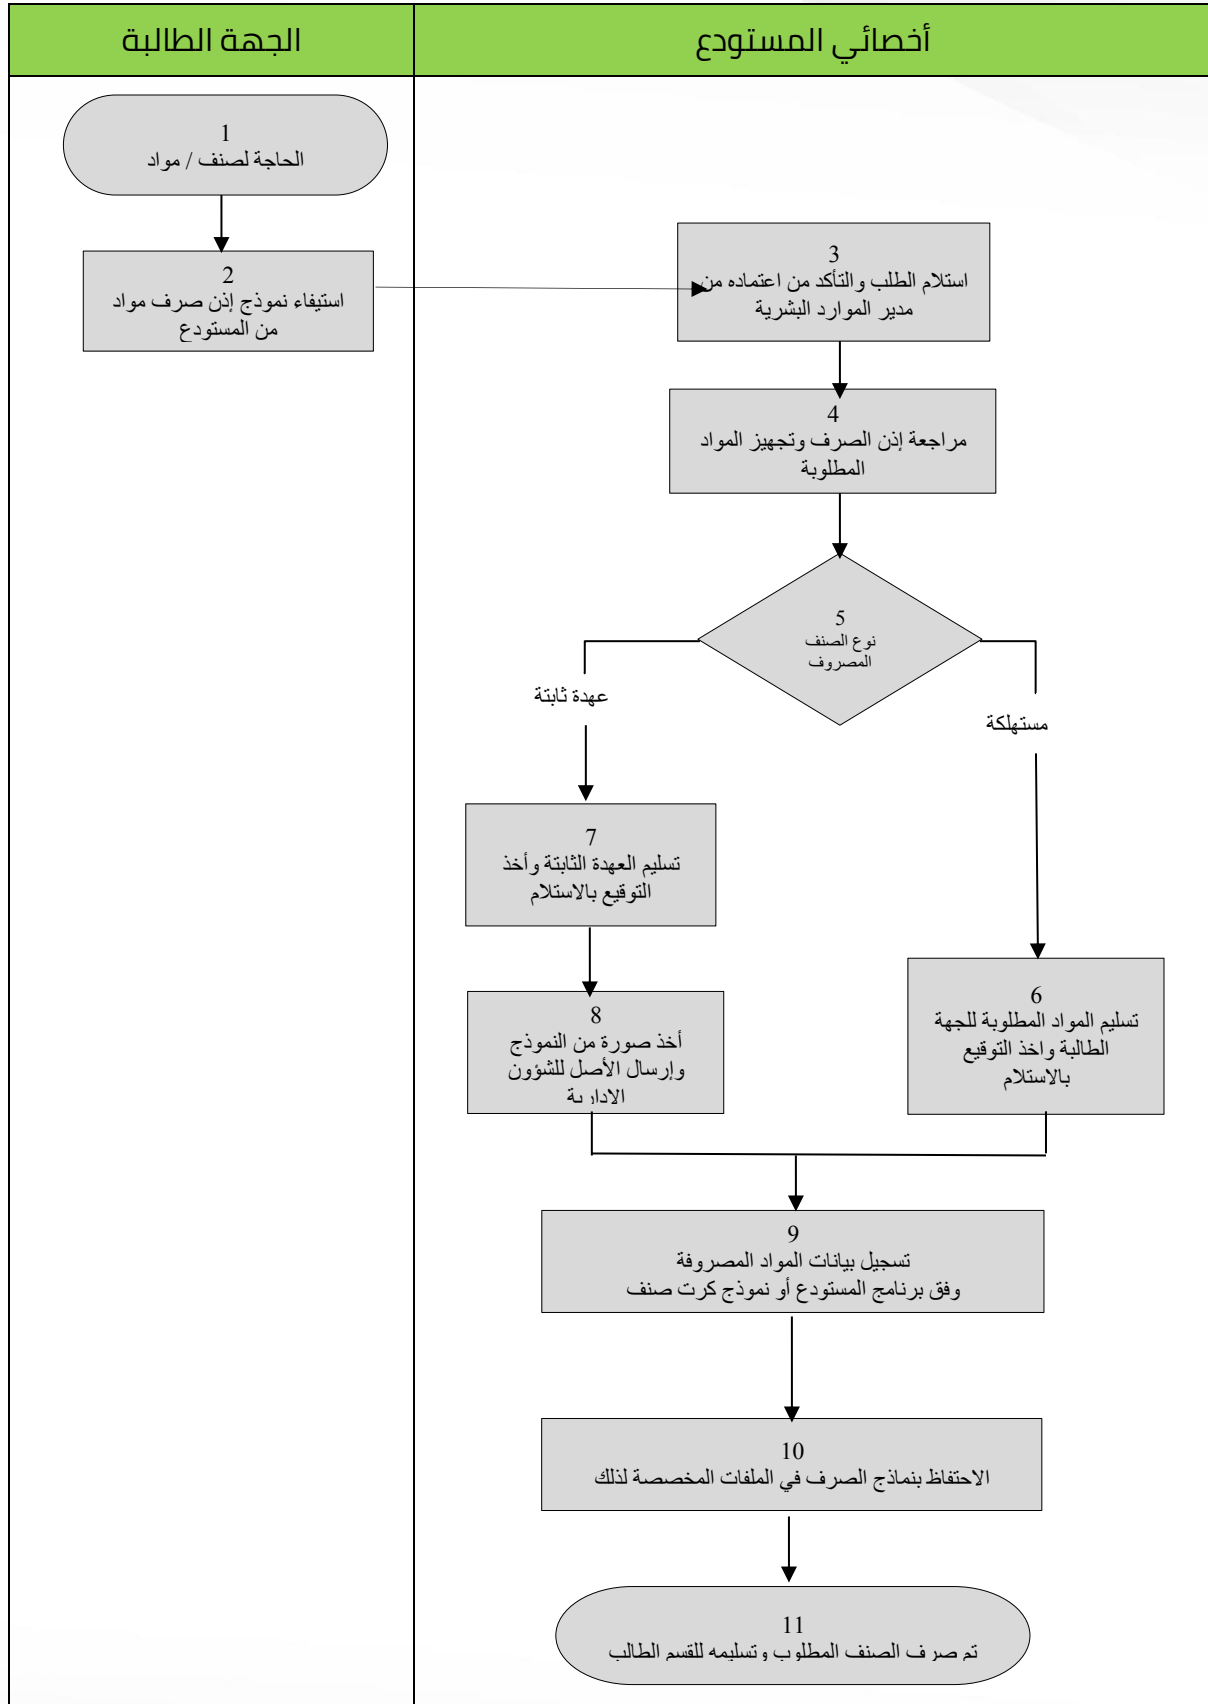 أخصائي المستودع
الجهة الطالبة
1
الحاجة لصنف / مواد
2
استيفاء نموذج إذن صرف مواد
من المستودع
3
استلام الطلب والتأكد من اعتماده من
مدير الموارد البشرية
4
مراجعة إذن الصرف وتجهيز المواد
المطلوبة
5
نوع الصنف
المصروف
مستهلكة
عهدة ثابتة
6
تسليم المواد المطلوبة للجهة
الطالبة واخذ التوقيع
بالاستلام
7
تسليم العهدة الثابتة وأخذ
التوقيع بالاستلام
8
أخذ صورة من النموذج
وإرسال الأصل للشؤون
الادارية
9
تسجيل بيانات المواد المصروفة
وفق برنامج المستودع أو نموذج كرت صنف
10
الاحتفاظ بنماذج الصرف في الملفات المخصصة لذلك
11
تم صرف الصنف المطلوب وتسليمه للقسم الطالب